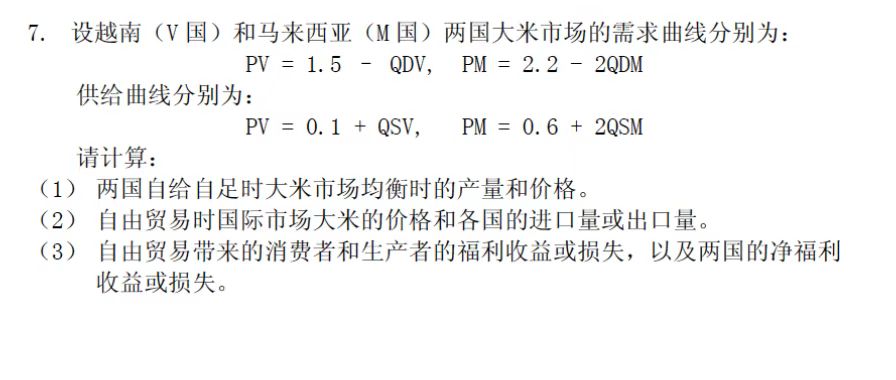 7. 设越南（V 国）和马来西亚（M 国）两国大米市场的需求曲线分别为：
PV = 1.5 - QDV, PM = 2.2 - 2QDM
供给曲线分别为：
PV = 0.1 + QSV, PM = 0.6 + 2QSM
请计算：
（1） 两国自给自足时大米市场均衡时的产量和价格。
（2） 自由贸易时国际市场大米的价格和各国的进口量或出口量。
（3） 自由贸易带来的消费者和生产者的福利收益或损失，以及两国的净福利
收益或损失。